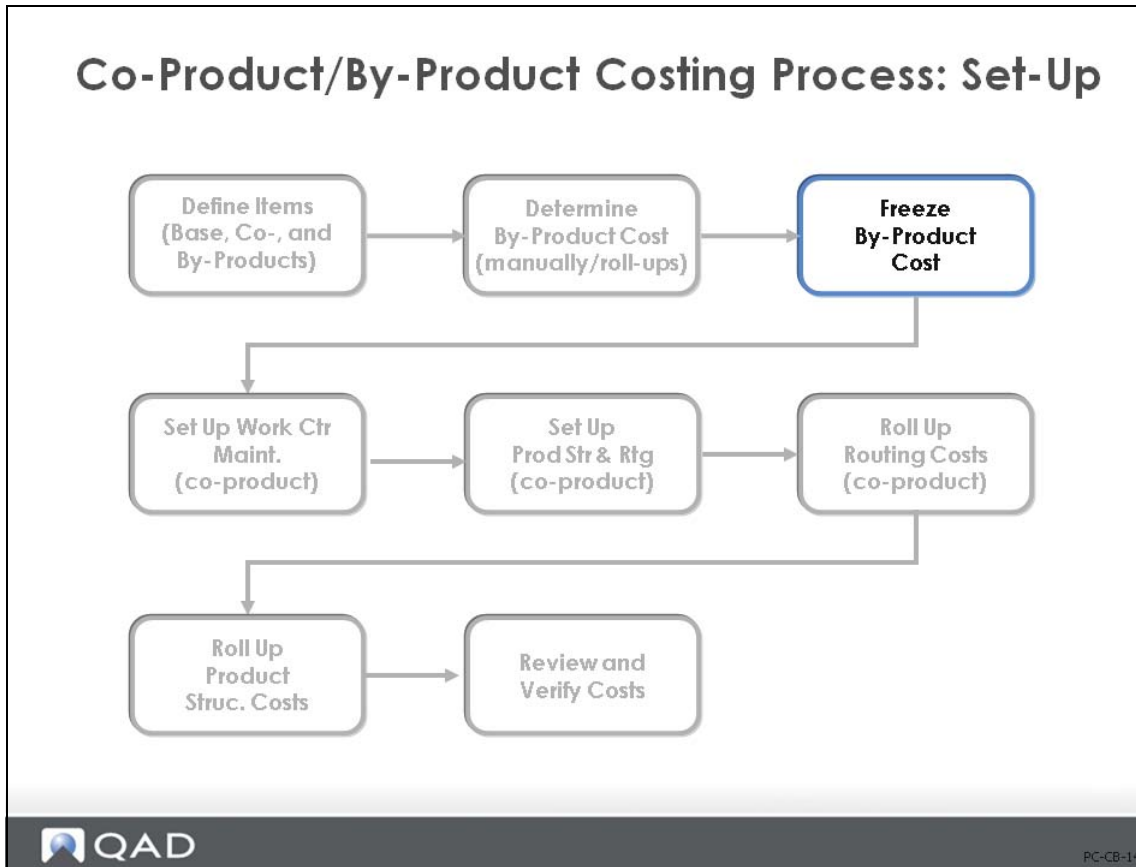 Co-Product/By-Product Costing Process: Set-Up
Define Items
(Base, Co-, and
By-Products)
Determine
By-Product Cost
(manually/roll-ups)
Freeze
By-Product
Cost
Set Up Work Ctr
Maint.
(co-product)
Set Up
Prod Str & Rtg
(co-product)
Roll Up
Routing Costs
(co-product)
Roll Up
Product
Struc. Costs
Review and
Verify Costs
QAD